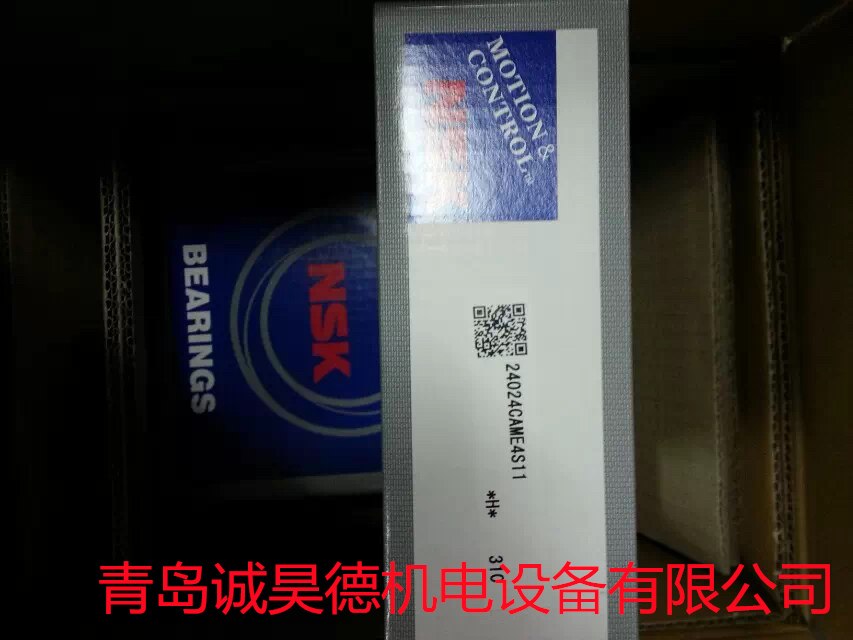 MOTION &
CONTROL™
NSK
BEARINGS
NSK
24024CAME4S11
*H* 310
青岛诚昊德机电设备有限公司